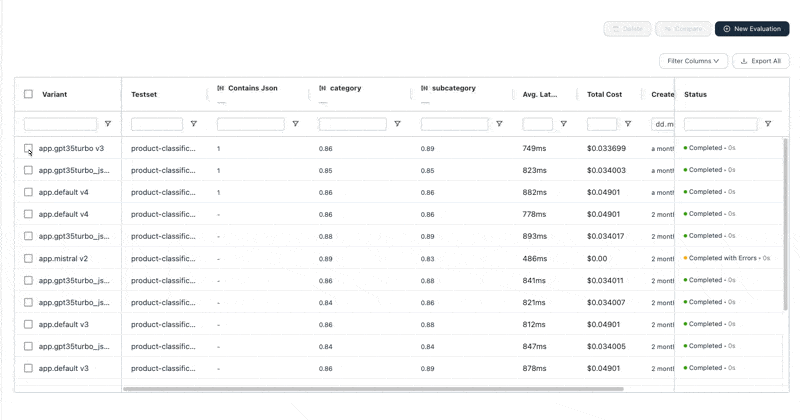 Delete Compare New Evaluation
Filter Columns Export All
Variant Testset Contains Json category subcategory Avg. Lat... Total Cost Create Status
dd.m
app.gpt35turbo v3 product-classific... 1 0.86 0.89 749ms $0.033699 a month Completed • 0s
app.gpt35turbo_js... product-classific... 1 0.85 0.85 823ms $0.034003 a month Completed • 0s
app.default v4 product-classific... 1 0.86 0.86 882ms $0.04901 a month Completed • 0s
app.default v4 product-classific... - 0.86 0.86 778ms $0.04901 2 month Completed • 0s
app.gpt35turbo_js... product-classific... - 0.88 0.89 893ms $0.034017 2 month Completed • 0s
app.mistral v2 product-classific... - 0.89 0.83 486ms $0.00 2 month Completed with Errors • 0s
app.gpt35turbo_js... product-classific... - 0.86 0.88 841ms $0.034011 2 month Completed • 0s
app.gpt35turbo_js... product-classific... - 0.84 0.86 821ms $0.034007 2 month Completed • 0s
app.default v3 product-classific... - 0.86 0.88 812ms $0.04901 2 month Completed • 0s
app.gpt35turbo_js... product-classific... - 0.84 0.84 847ms $0.034005 2 month Completed • 0s
app.default v3 product-classific... - 0.86 0.89 878ms $0.04901 2 month Completed • 0s